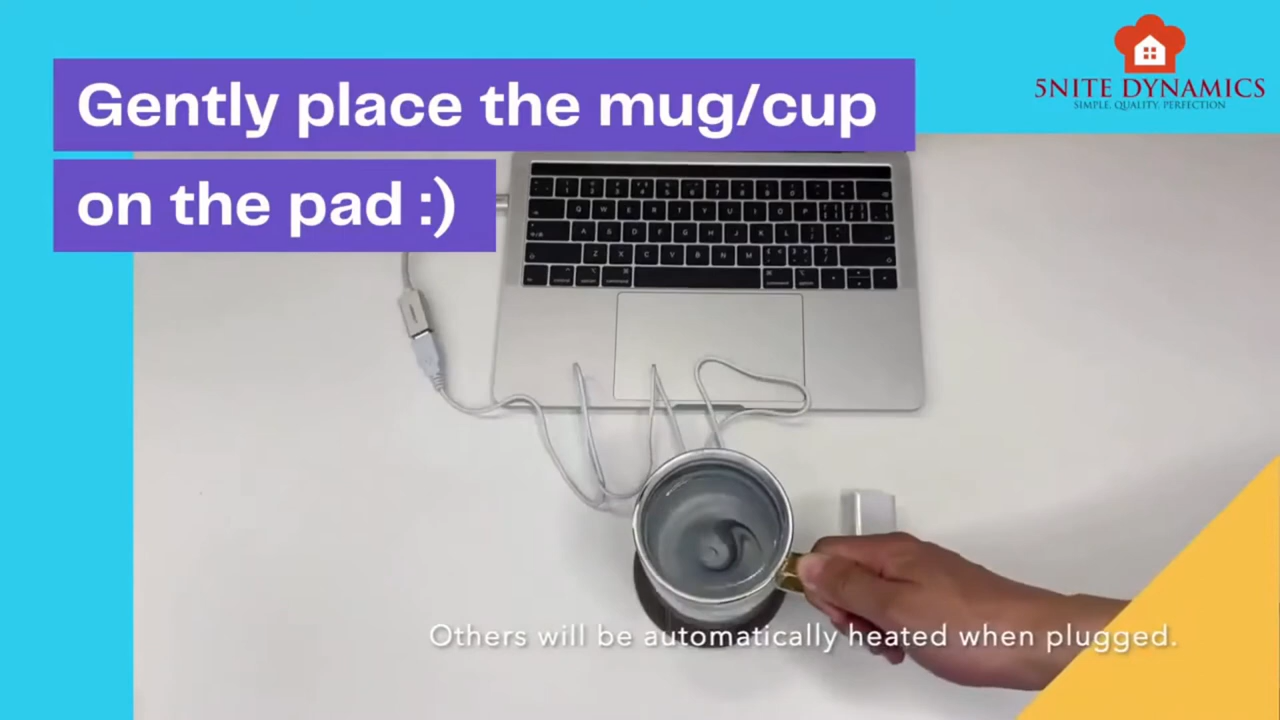 Gently place the mug/cup
on the pad :)
5NITE DYNAMICS
SIMPLE, QUALITY, PERFECTION
Q W E R T Y U I O P
A S D F G H J K L
Z X C V B N M
Others will be automatically heated when plugged.